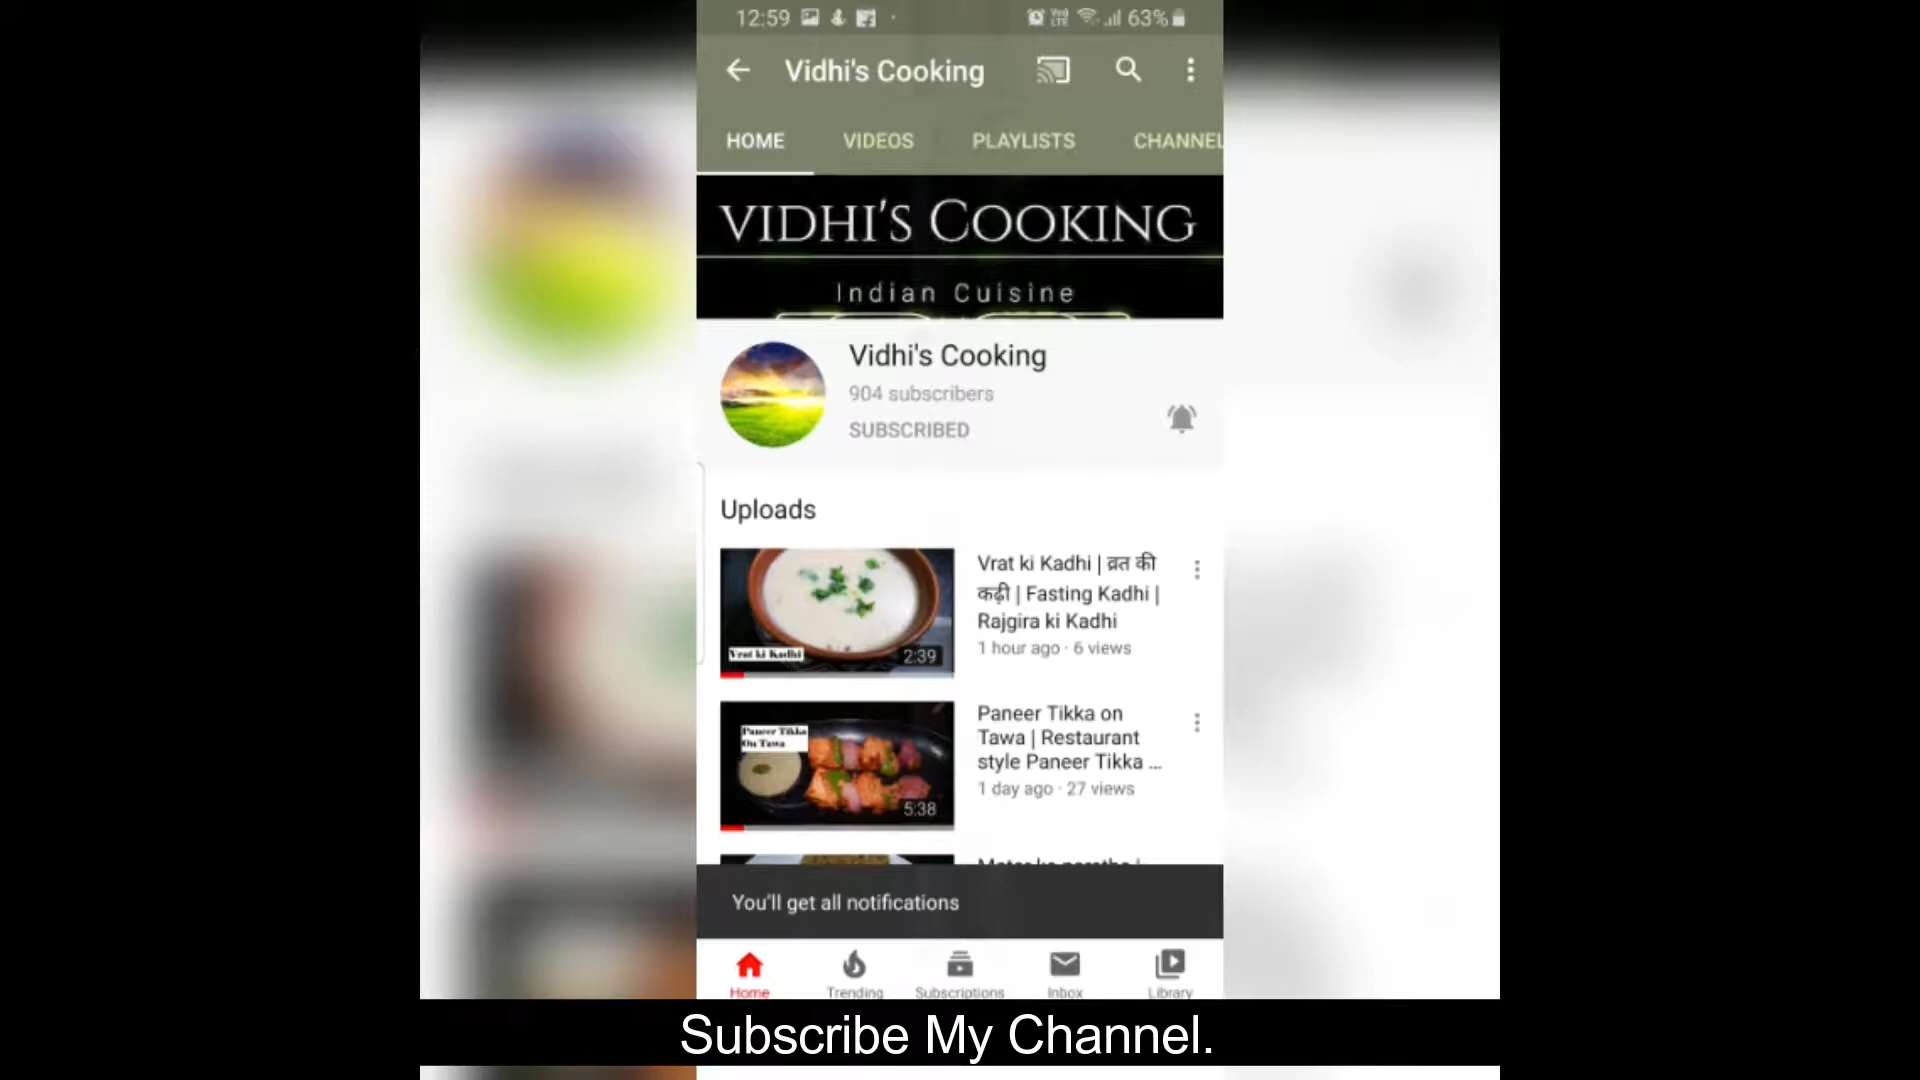 12:59
63%
Vidhi's Cooking
HOME VIDEOS PLAYLISTS CHANNEL
VIDHI'S COOKING
Indian Cuisine
Vidhi's Cooking
904 subscribers
SUBSCRIBED
Uploads
Vrat ki Kadhi | व्रत की
कढ़ी | Fasting Kadhi |
Rajgira ki Kadhi
1 hour ago · 6 views
Vrat ki Kadhi
2:39
Paneer Tikka on
Tawa | Restaurant
style Paneer Tikka ...
1 day ago · 27 views
Paneer Tikka
On Tawa
5:38
You'll get all notifications
Home Trending Subscriptions Inbox Library
Subscribe My Channel.